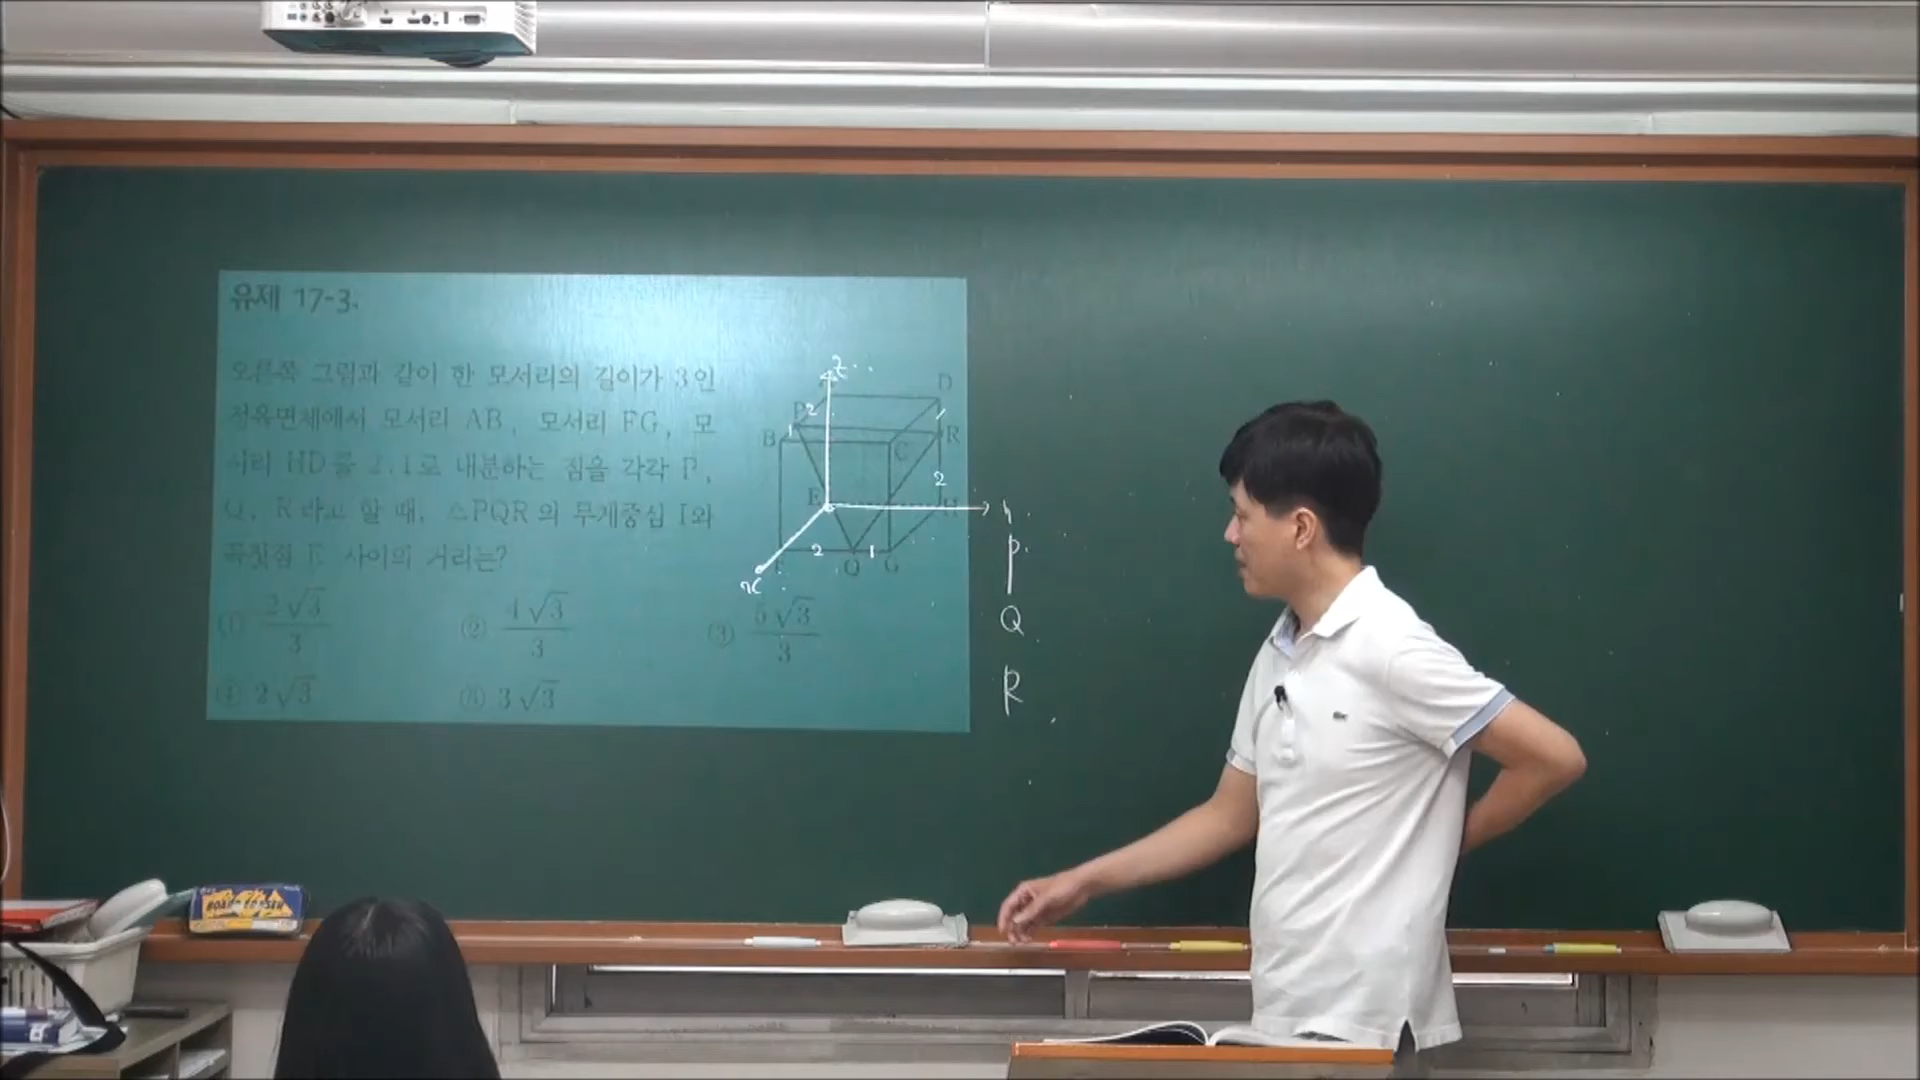 유제 17-3.
오른쪽 그림과 같이 한 모서리의 길이가 3인
정육면체에서 모서리 AB, 모서리 FG, 모
서리 HD를 2:1로 내분하는 점을 각각 P,
Q, R라고 할 때, △PQR의 무게중심 I와
꼭짓점 E 사이의 거리는?
① 2√3/3 ② 4√3/3 ③ 5√3/3
④ 2√3 ⑤ 3√3
z
D
P 2
B 1 C R
2
E H y
2 1
F Q G
x
P
Q
R